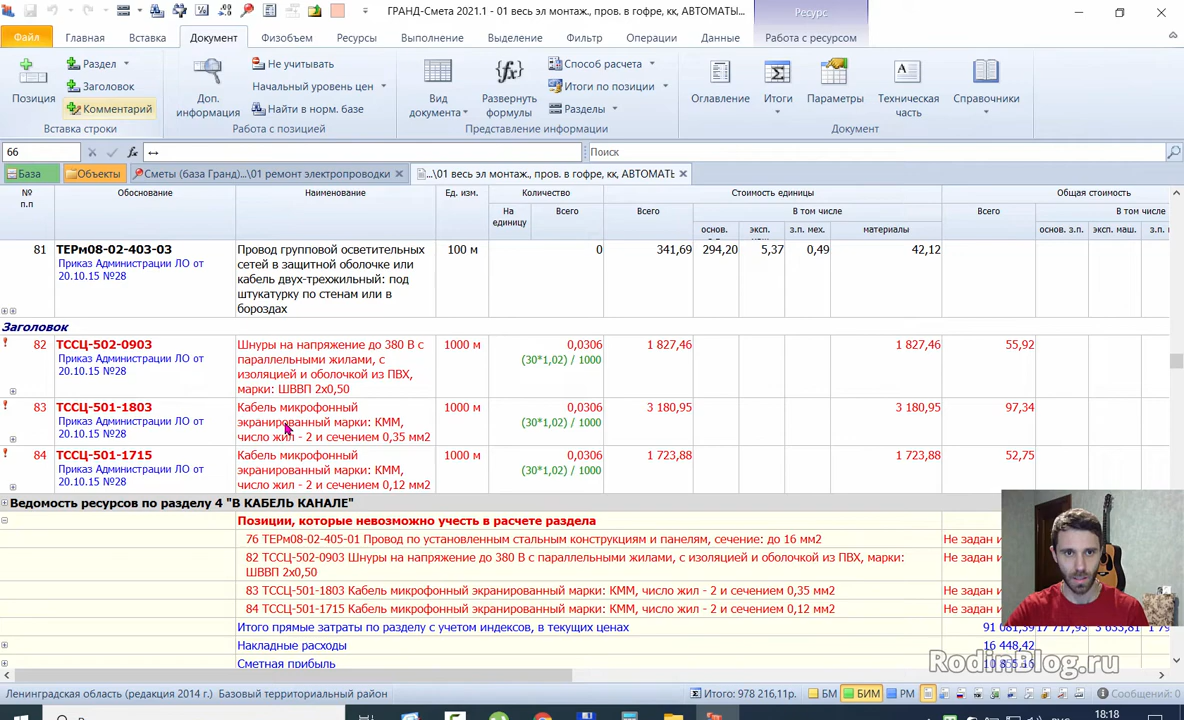 ГРАНД-Смета 2021.1 - 01 весь эл монтаж., пров. в гофре, кк, АВТОМАТЫ...
Ресурс
Файл
Главная
Вставка
Документ
Физобъем
Ресурсы
Выполнение
Выделение
Фильтр
Операции
Данные
Работа с ресурсом
Позиция
Раздел
Заголовок
Комментарий
Вставка строки
Доп. информация
Не учитывать
Начальный уровень цен
Найти в норм. базе
Работа с позицией
Вид документа
Развернуть формулы
Способ расчета
Итоги по позиции
Разделы
Представление информации
Оглавление
Итоги
Параметры
Техническая часть
Справочники
Документ
66
fx
↔
Поиск
База
Объекты
Сметы (база Гранд)...\01 ремонт электропроводки
...\01 весь эл монтаж., пров. в гофре, кк, АВТОМАТЫ
№ п.п
Обоснование
Наименование
Ед. изм.
Количество
Стоимость единицы
Общая стоимость
На единицу
Всего
Всего
В том числе
Всего
В том числе
основ.
эксп. маш.
з.п. мех.
материалы
основ. з.п.
эксп. маш.
81 ТЕРм08-02-403-03 Провод групповой осветительных 100 м 0 341,69 294,20 5,37 0,49 42,12
Приказ Администрации ЛО от сетей в защитной оболочке или
20.10.15 №28 кабель двух-трехжильный: под
штукатурку по стенам или в
бороздах
Заголовок
82 ТССЦ-502-0903 Шнуры на напряжение до 380 В с 1000 м 0,0306 1 827,46 1 827,46 55,92
Приказ Администрации ЛО от параллельными жилами, с (30*1,02) / 1000
20.10.15 №28 изоляцией и оболочкой из ПВХ,
марки: ШВВП 2х0,50
83 ТССЦ-501-1803 Кабель микрофонный 1000 м 0,0306 3 180,95 3 180,95 97,34
Приказ Администрации ЛО от экранированный марки: КММ, (30*1,02) / 1000
20.10.15 №28 число жил - 2 и сечением 0,35 мм2
84 ТССЦ-501-1715 Кабель микрофонный 1000 м 0,0306 1 723,88 1 723,88 52,75
Приказ Администрации ЛО от экранированный марки: КММ, (30*1,02) / 1000
20.10.15 №28 число жил - 2 и сечением 0,12 мм2
Ведомость ресурсов по разделу 4 "В КАБЕЛЬ КАНАЛЕ"
Позиции, которые невозможно учесть в расчете раздела
76 ТЕРм08-02-405-01 Провод по установленным стальным конструкциям и панелям, сечение: до 16 мм2 Не задан и
82 ТССЦ-502-0903 Шнуры на напряжение до 380 В с параллельными жилами, с изоляцией и оболочкой из ПВХ, марки: Не задан и
ШВВП 2х0,50
83 ТССЦ-501-1803 Кабель микрофонный экранированный марки: КММ, число жил - 2 и сечением 0,35 мм2 Не задан и
84 ТССЦ-501-1715 Кабель микрофонный экранированный марки: КММ, число жил - 2 и сечением 0,12 мм2 Не задан и
Итого прямые затраты по разделу с учетом индексов, в текущих ценах
Накладные расходы 16 448,42
Сметная прибыль
RodinBlog.ru
Ленинградская область (редакция 2014 г.) Базовый территориальный район
Итого: 978 216,11р.
БМ
БИМ
РМ
Сообщений: 0
18:18